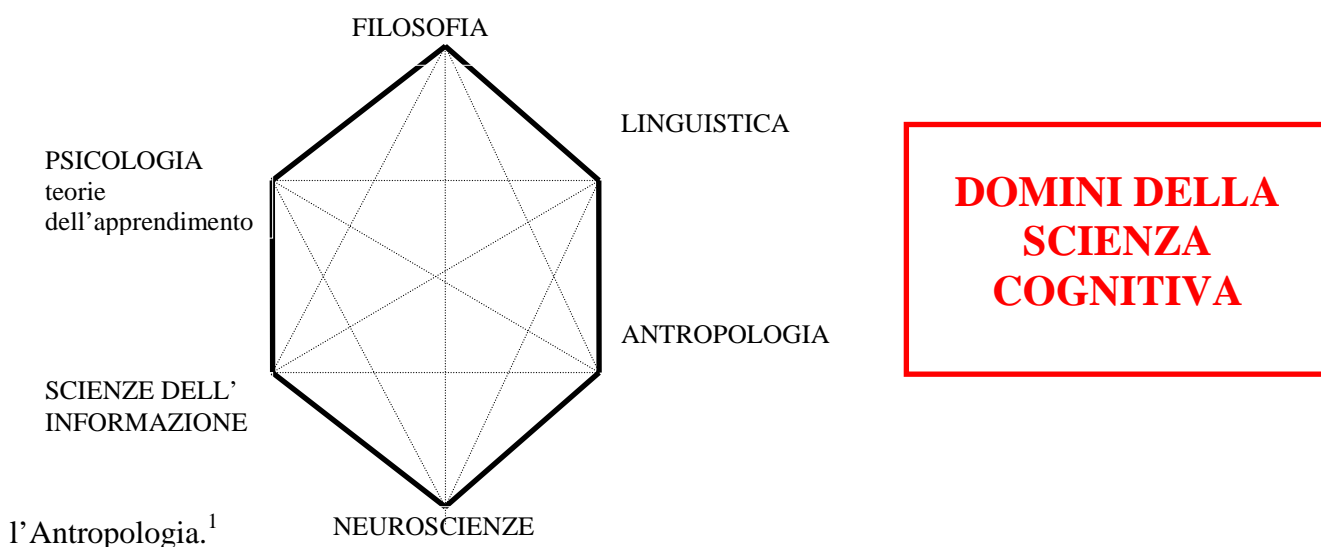 FILOSOFIA
LINGUISTICA
PSICOLOGIA
teorie
dell’apprendimento
DOMINI DELLA
SCIENZA
COGNITIVA
ANTROPOLOGIA
SCIENZE DELL’
INFORMAZIONE
NEUROSCIENZE
l’Antropologia.1